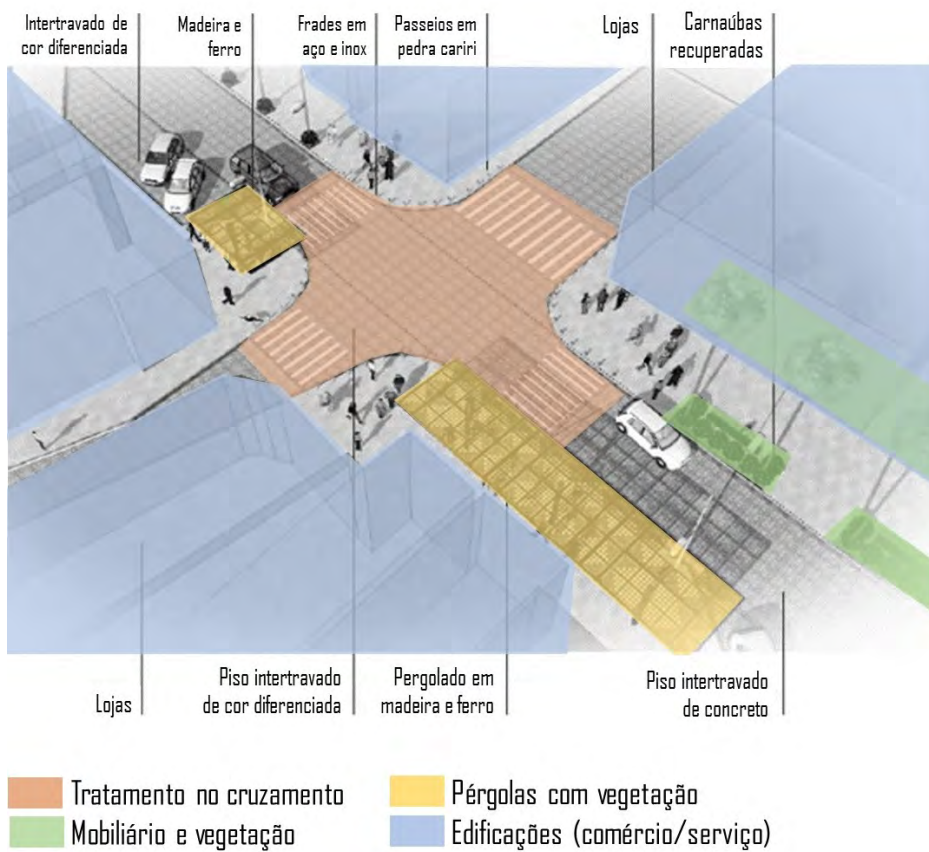 Intertravado de
cor diferenciada
Madeira e
ferro
Frades em
aço e inox
Passeios em
pedra cariri
Lojas
Carnaúbas
recuperadas
Lojas
Piso intertravado
de cor diferenciada
Pergolado em
madeira e ferro
Piso intertravado
de concreto
Tratamento no cruzamento
Pérgolas com vegetação
Mobiliário e vegetação
Edificações (comércio/serviço)